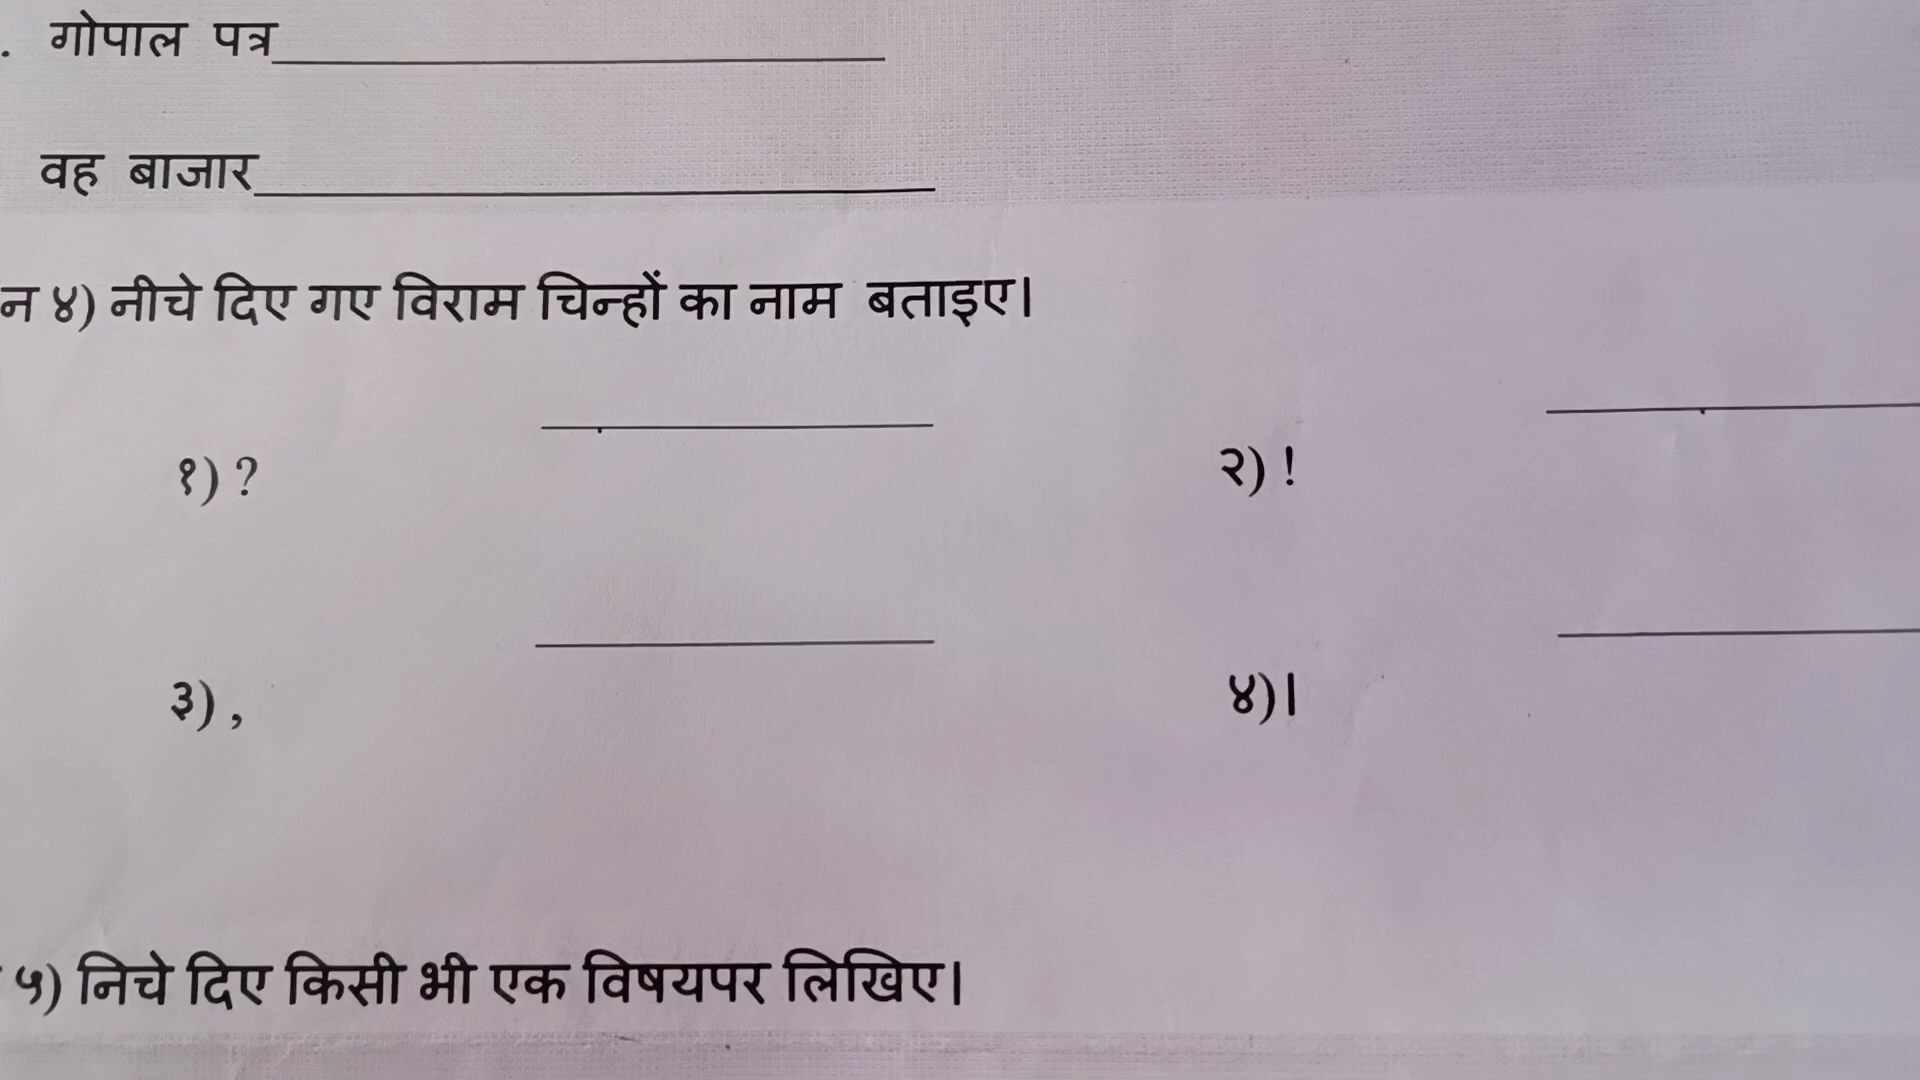 . गोपाल पत्र
वह बाजार
न ४) नीचे दिए गए विराम चिन्हों का नाम बताइए।
१) ? २) !
३) , ४)।
५) निचे दिए किसी भी एक विषयपर लिखिए।